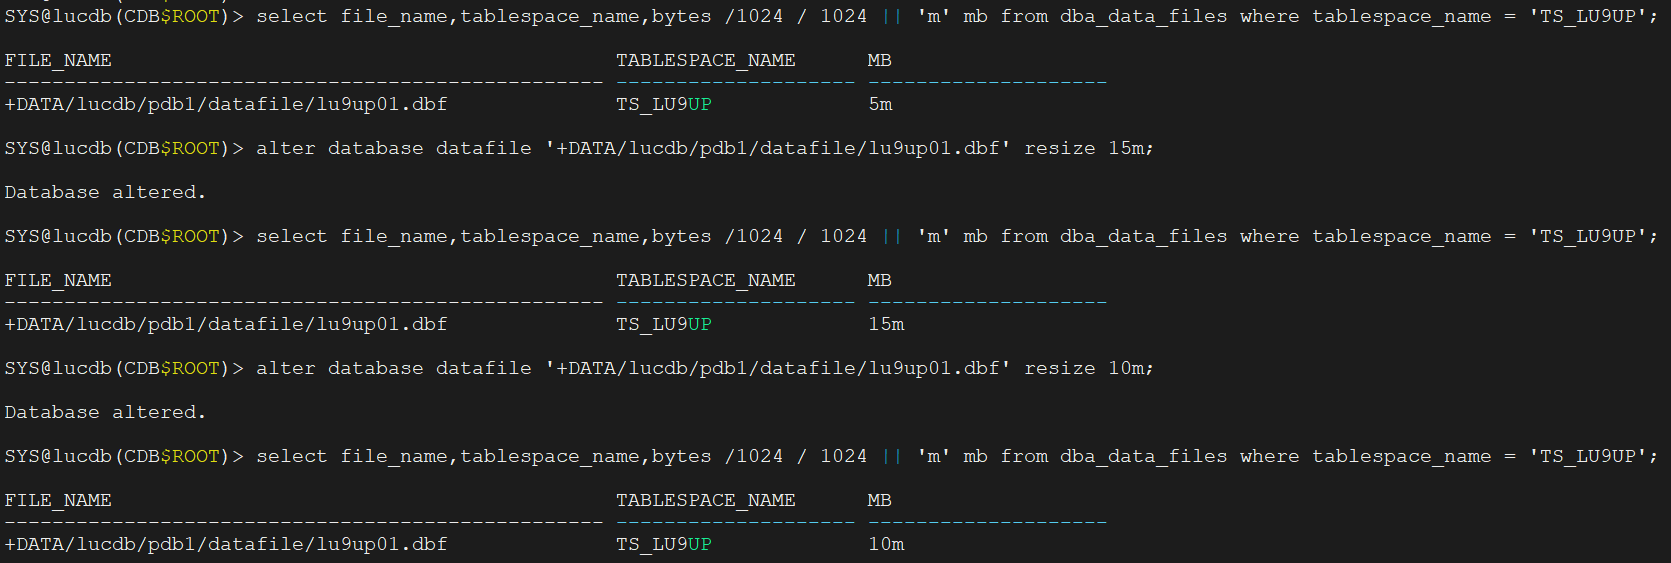 SYS@lucdb(CDB$ROOT)> select file_name,tablespace_name,bytes /1024 / 1024 || 'm' mb from dba_data_files where tablespace_name = 'TS_LU9UP';
FILE_NAME TABLESPACE_NAME MB
-------------------------------------------------- -------------------- --------------------
+DATA/lucdb/pdb1/datafile/lu9up01.dbf TS_LU9UP 5m
SYS@lucdb(CDB$ROOT)> alter database datafile '+DATA/lucdb/pdb1/datafile/lu9up01.dbf' resize 15m;
Database altered.
SYS@lucdb(CDB$ROOT)> select file_name,tablespace_name,bytes /1024 / 1024 || 'm' mb from dba_data_files where tablespace_name = 'TS_LU9UP';
FILE_NAME TABLESPACE_NAME MB
-------------------------------------------------- -------------------- --------------------
+DATA/lucdb/pdb1/datafile/lu9up01.dbf TS_LU9UP 15m
SYS@lucdb(CDB$ROOT)> alter database datafile '+DATA/lucdb/pdb1/datafile/lu9up01.dbf' resize 10m;
Database altered.
SYS@lucdb(CDB$ROOT)> select file_name,tablespace_name,bytes /1024 / 1024 || 'm' mb from dba_data_files where tablespace_name = 'TS_LU9UP';
FILE_NAME TABLESPACE_NAME MB
-------------------------------------------------- -------------------- --------------------
+DATA/lucdb/pdb1/datafile/lu9up01.dbf TS_LU9UP 10m